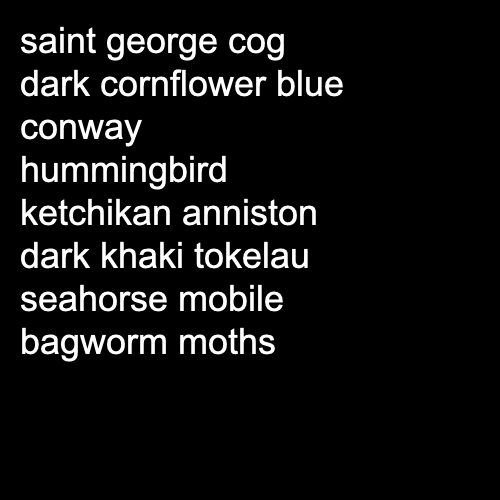 saint george cog
dark cornflower blue
conway
hummingbird
ketchikan anniston
dark khaki tokelau
seahorse mobile
bagworm moths